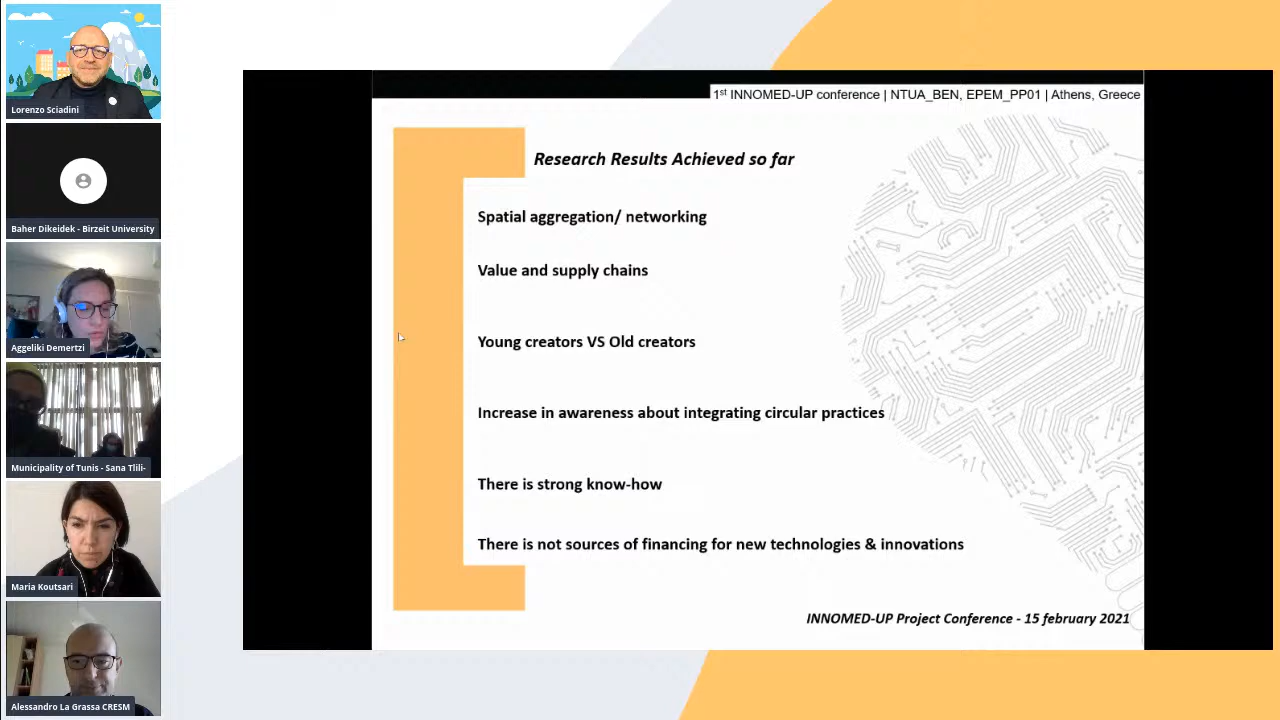 Lorenzo Sciadini
Baher Dikeidek - Birzeit University
Aggeliki Demertzi
Municipality of Tunis - Sana Tlili-
Maria Koutsari
Alessandro La Grassa CRESM
1st INNOMED-UP conference | NTUA_BEN, EPEM_PP01 | Athens, Greece
Research Results Achieved so far
Spatial aggregation/ networking
Value and supply chains
Young creators VS Old creators
Increase in awareness about integrating circular practices
There is strong know-how
There is not sources of financing for new technologies & innovations
INNOMED-UP Project Conference - 15 february 2021